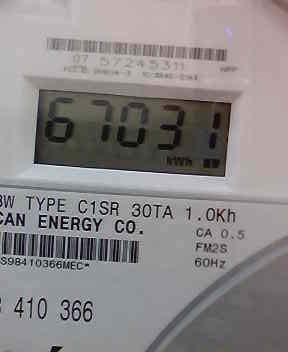 07 57245311
67031
kWh
3W TYPE C1SR 30TA 1.0Kh
CAN ENERGY CO.
CA 0.5
FM2S
60Hz
S98410366MEC*
410 366